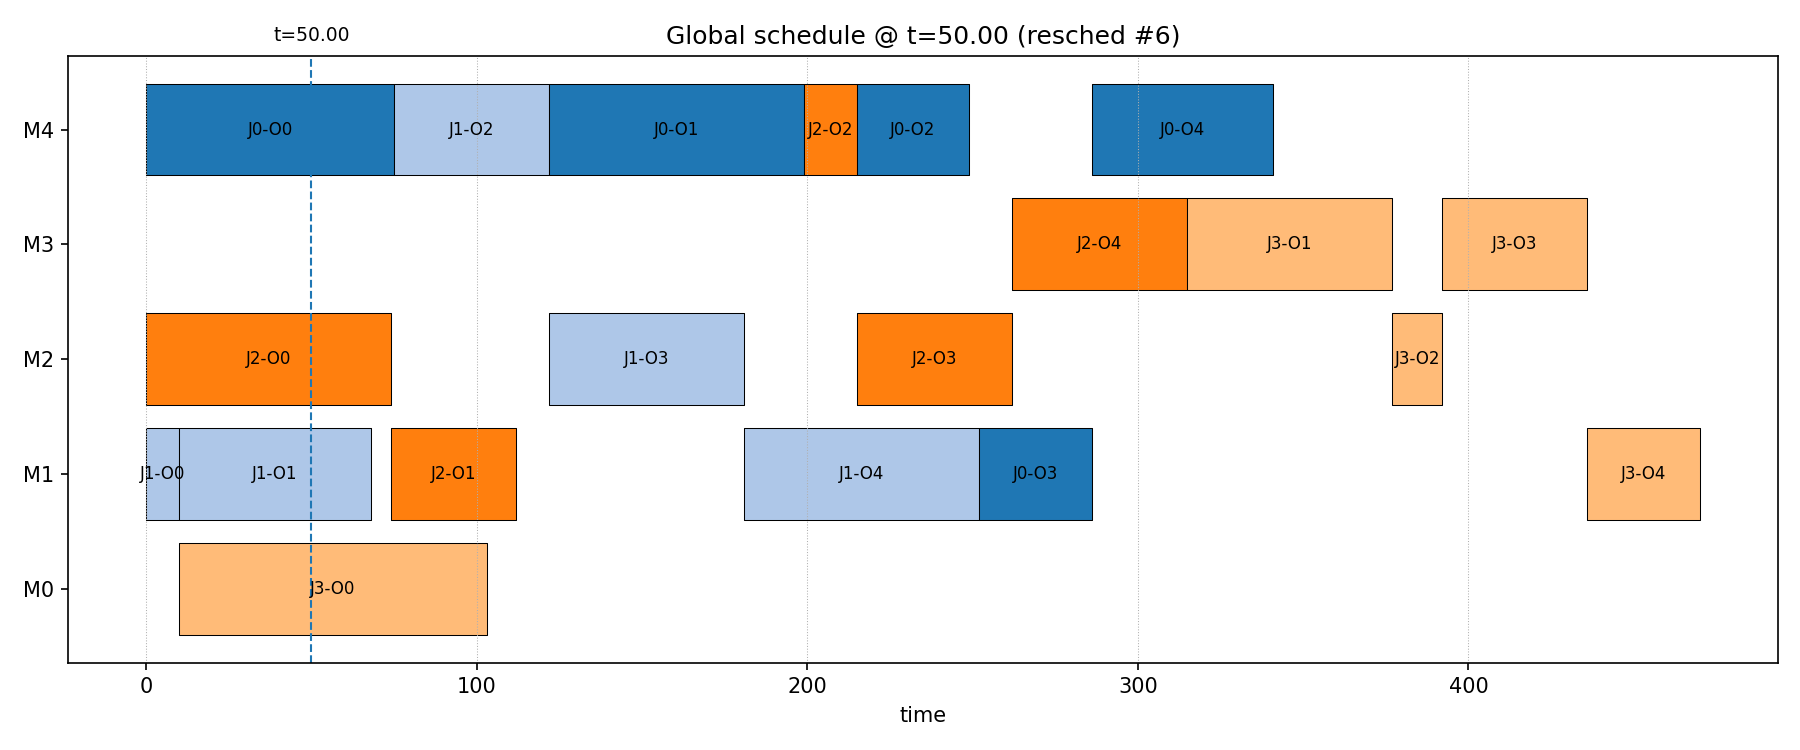 t=50.00
Global schedule @ t=50.00 (resched #6)
M4
J0-O0
J1-O2
J0-O1
J2-O2
J0-O2
J0-O4
M3
J2-O4
J3-O1
J3-O3
M2
J2-O0
J1-O3
J2-O3
J3-O2
M1
J1-O0
J1-O1
J2-O1
J1-O4
J0-O3
J3-O4
M0
J3-O0
0
100
200
300
400
time